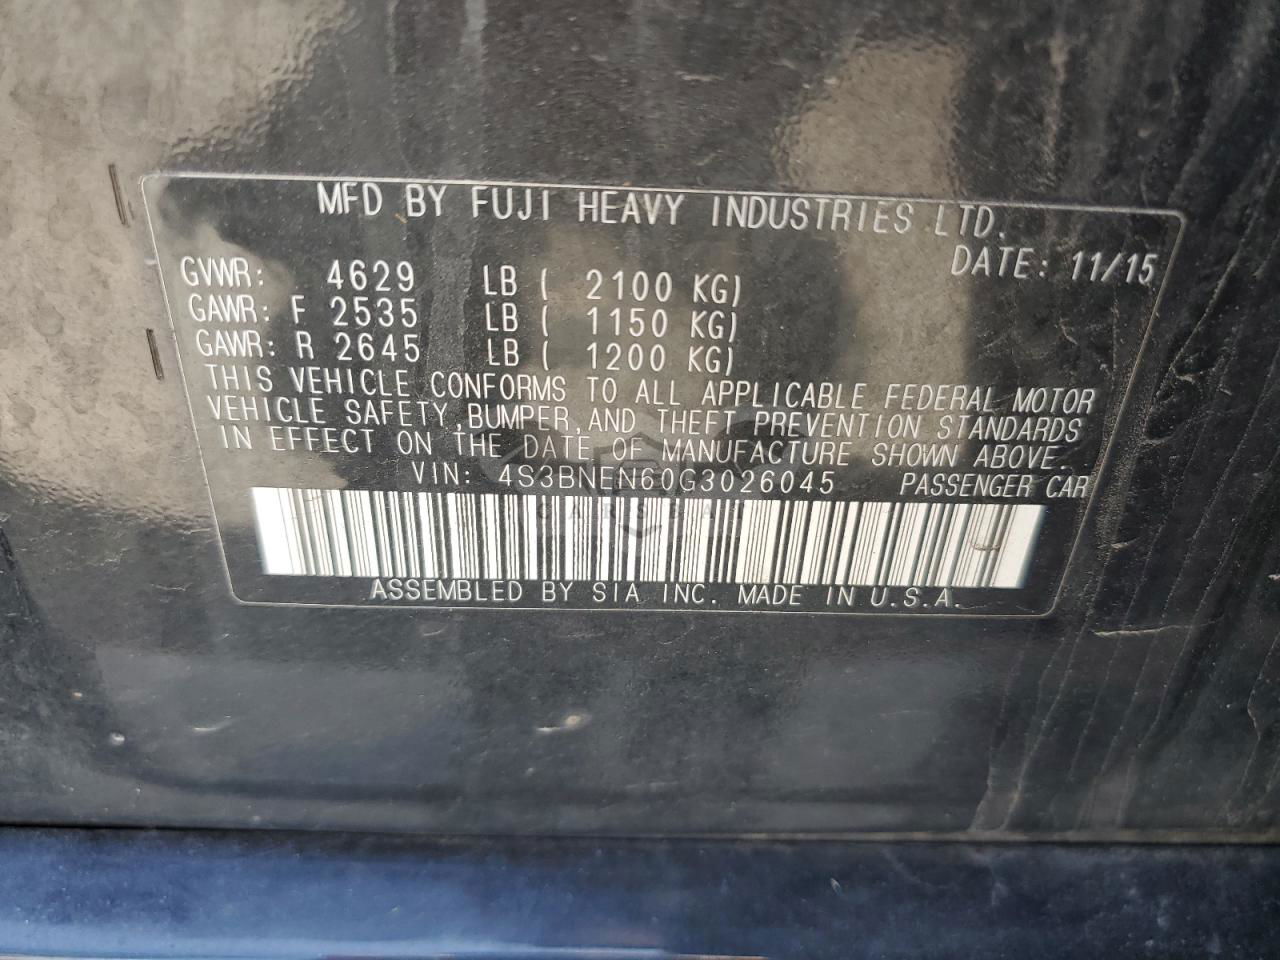 MFD BY FUJI HEAVY INDUSTRIES LTD.
DATE: 11/15
GVWR: 4629 LB ( 2100 KG)
GAWR: F 2535 LB ( 1150 KG)
GAWR: R 2645 LB ( 1200 KG)
THIS VEHICLE CONFORMS TO ALL APPLICABLE FEDERAL MOTOR
VEHICLE SAFETY, BUMPER, AND THEFT PREVENTION STANDARDS
IN EFFECT ON THE DATE OF MANUFACTURE SHOWN ABOVE.
VIN: 4S3BNEN60G3026045 PASSENGER CAR
ASSEMBLED BY SIA INC. MADE IN U.S.A.